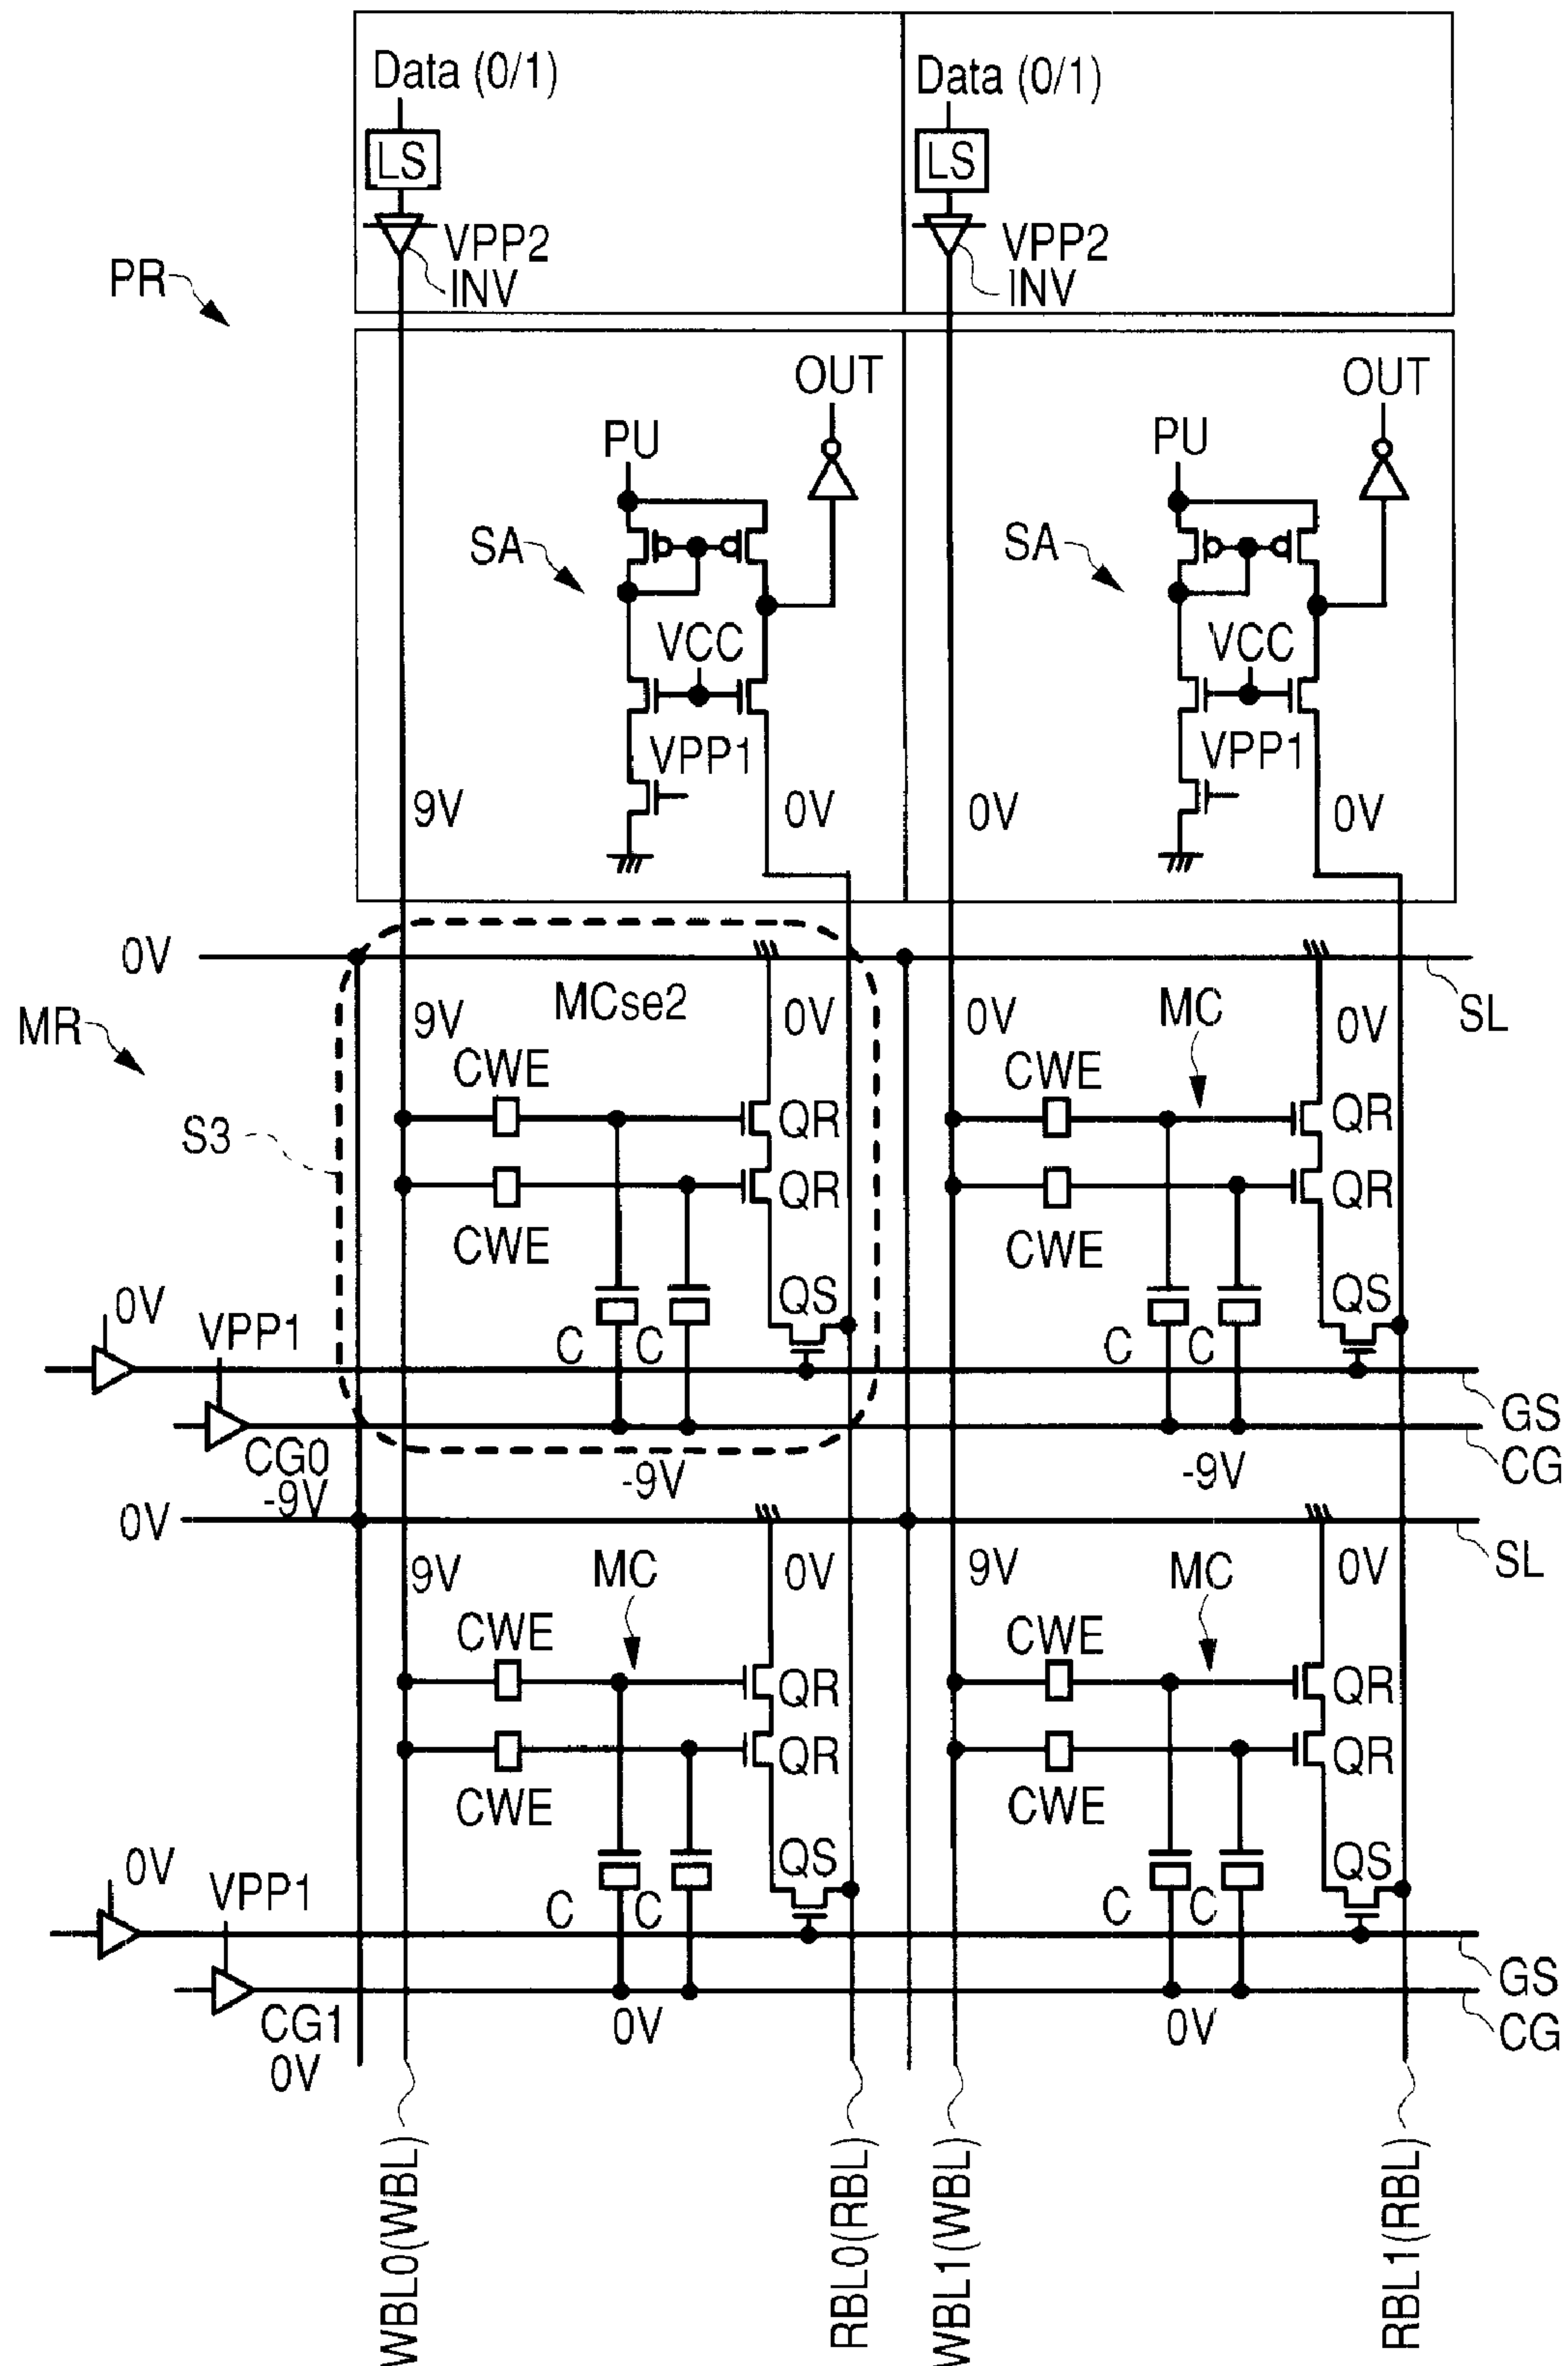 Data (0/1)
Data (0/1)
LS
LS
VPP2
INV
VPP2
INV
PR
OUT
OUT
PU
PU
SA
SA
VCC
VCC
VPP1
VPP1
9V
0V
0V
0V
0V
MCse2
9V
0V
0V
MC
0V
SL
MR
CWE
CWE
QR
QR
S3
QR
QR
CWE
CWE
0V
VPP1
QS
QS
C
C
C
C
GS
CG
CG0
-9V
-9V
-9V
0V
SL
9V
MC
0V
9V
MC
0V
CWE
CWE
QR
QR
QR
QR
CWE
CWE
0V
VPP1
QS
QS
C
C
C
C
GS
CG
CG1
0V
0V
0V
WBL0(WBL)
RBL0(RBL)
WBL1(WBL)
RBL1(RBL)